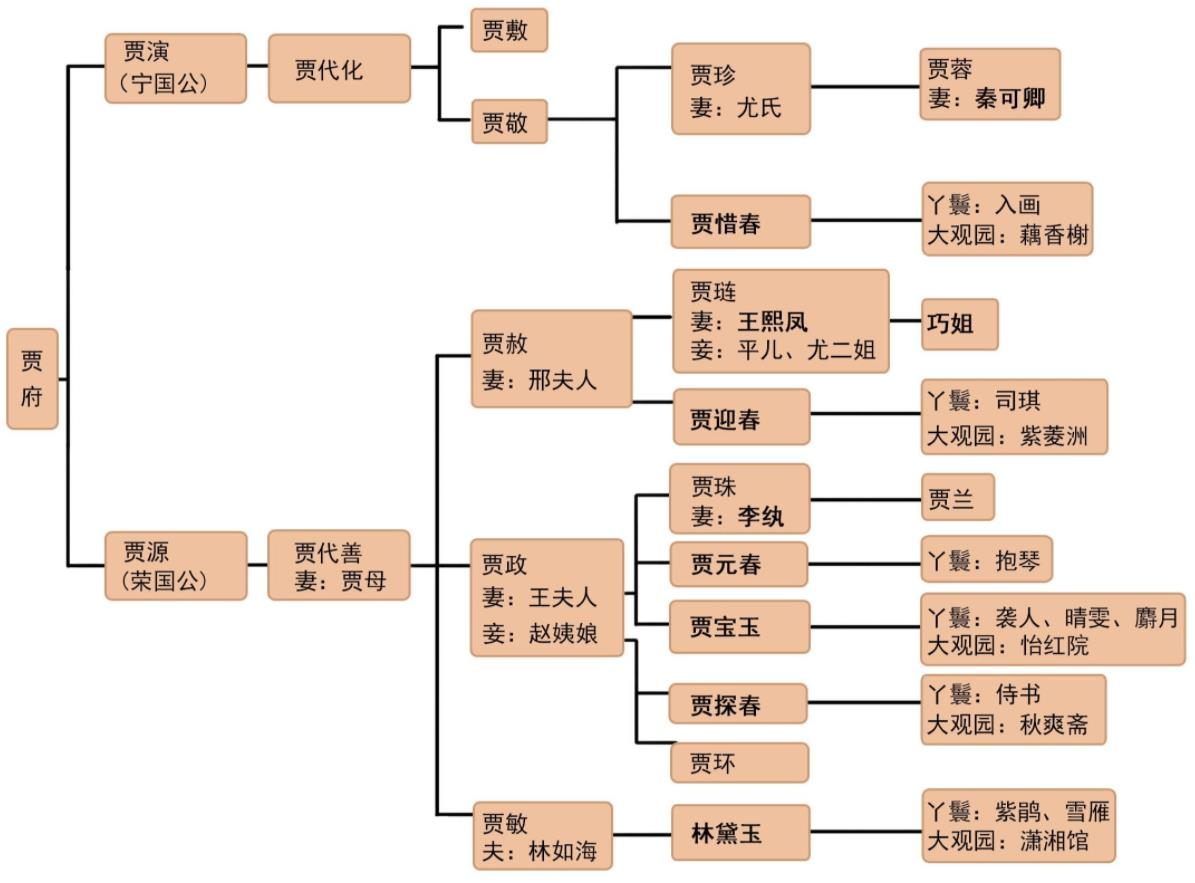 贾敷
贾演
（宁国公）
贾代化
贾敬
贾珍
妻：尤氏
贾蓉
妻：秦可卿
贾惜春
丫鬟：入画
大观园：藕香榭
贾
府
贾赦
妻：邢夫人
贾琏
妻：王熙凤
妾：平儿、尤二姐
巧姐
贾迎春
丫鬟：司琪
大观园：紫菱洲
贾源
（荣国公）
贾代善
妻：贾母
贾政
妻：王夫人
妾：赵姨娘
贾珠
妻：李纨
贾兰
贾元春
丫鬟：抱琴
贾宝玉
丫鬟：袭人、晴雯、麝月
大观园：怡红院
贾探春
丫鬟：侍书
大观园：秋爽斋
贾环
贾敏
夫：林如海
林黛玉
丫鬟：紫鹃、雪雁
大观园：潇湘馆